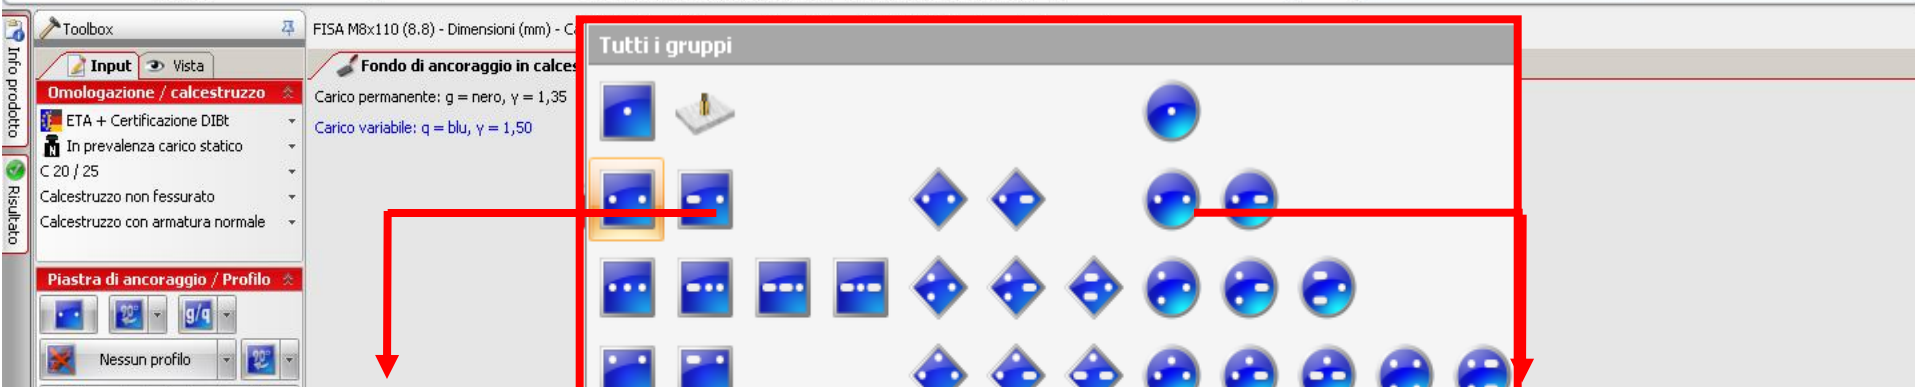 Info prodotto
Risultato
Toolbox
Input
Vista
Omologazione / calcestruzzo
ETA + Certificazione DIBt
In prevalenza carico statico
C 20 / 25
Calcestruzzo non fessurato
Calcestruzzo con armatura normale
Piastra di ancoraggio / Profilo
90°
g/q
Nessun profilo
90°
FISA M8x110 (8.8) - Dimensioni (mm) -
Fondo di ancoraggio in
Carico permanente: g = nero, γ = 1,35
Carico variabile: q = blu, γ = 1,50
Tutti i gruppi